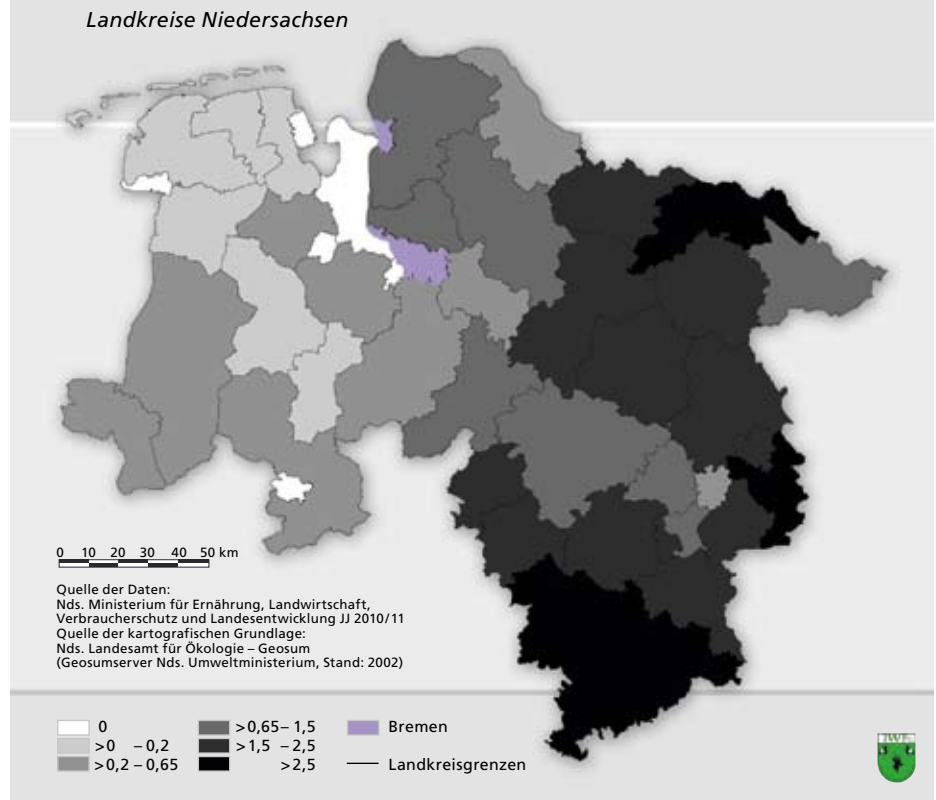 Landkreise Niedersachsen
0 10 20 30 40 50 km
Quelle der Daten:
Nds. Ministerium für Ernährung, Landwirtschaft,
Verbraucherschutz und Landesentwicklung JJ 2010/11
Quelle der kartografischen Grundlage:
Nds. Landesamt für Ökologie – Geosum
(Geosumserver Nds. Umweltministerium, Stand: 2002)
0
>0 – 0,2
>0,2 – 0,65
>0,65 – 1,5
>1,5 – 2,5
>2,5
Bremen
Landkreisgrenzen